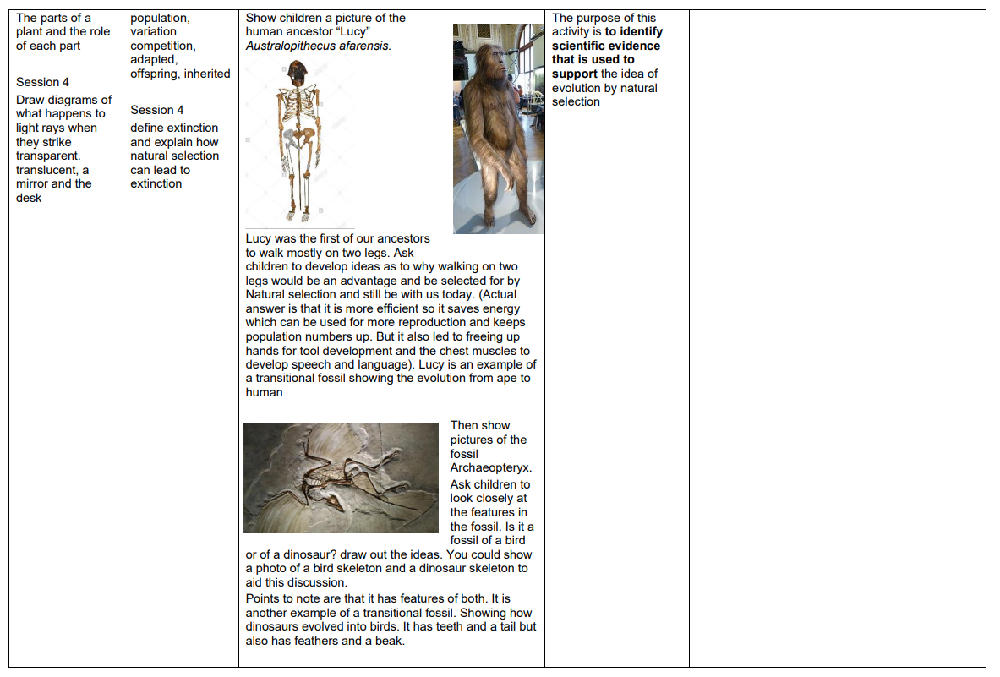 The parts of a
plant and the role
of each part
Session 4
Draw diagrams of
what happens to
light rays when
they strike
transparent.
translucent, a
mirror and the
desk
population,
variation
competition,
adapted,
offspring, inherited
Session 4
define extinction
and explain how
natural selection
can lead to
extinction
Show children a picture of the
human ancestor “Lucy”
Australopithecus afarensis.
Lucy was the first of our ancestors
to walk mostly on two legs. Ask
children to develop ideas as to why walking on two
legs would be an advantage and be selected for by
Natural selection and still be with us today. (Actual
answer is that it is more efficient so it saves energy
which can be used for more reproduction and keeps
population numbers up. But it also led to freeing up
hands for tool development and the chest muscles to
develop speech and language). Lucy is an example of
a transitional fossil showing the evolution from ape to
human
Then show
pictures of the
fossil
Archaeopteryx.
Ask children to
look closely at
the features in
the fossil. Is it a
fossil of a bird
or of a dinosaur? draw out the ideas. You could show
a photo of a bird skeleton and a dinosaur skeleton to
aid this discussion.
Points to note are that it has features of both. It is
another example of a transitional fossil. Showing how
dinosaurs evolved into birds. It has teeth and a tail but
also has feathers and a beak.
The purpose of this
activity is to identify
scientific evidence
that is used to
support the idea of
evolution by natural
selection